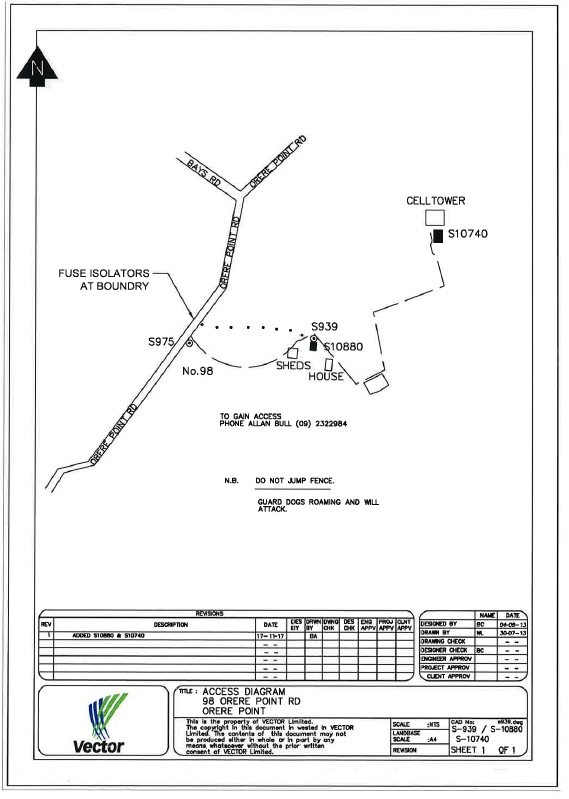 N
BAYS RD
ORERE POINT RD
ORERE POINT RD
CELLTOWER
S10740
FUSE ISOLATORS
AT BOUNDRY
S975
S939
S10880
SHEDS
HOUSE
No.98
ORERE POINT RD
TO GAIN ACCESS
PHONE ALLAN BULL (09) 2322984
N.B. DO NOT JUMP FENCE.
GUARD DOGS ROAMING AND WILL
ATTACK.
REVISIONS
REV DESCRIPTION DATE DRWN BY DWNG CHK DES CHK ENG APPV PROJ APPV CLNT APPV
1 ADDED S10880 & S10740 17-11-17 BA
NAME DATE
DESIGNED BY BC 06-08-13
DRAWN BY WL 30-07-13
DRAWING CHECK - -
DESIGNER CHECK BC - -
ENGINEER APPROV - -
PROJECT APPROV - -
CLIENT APPROV - -
Vector
TITLE : ACCESS DIAGRAM
98 ORERE POINT RD
ORERE POINT
This is the property of VECTOR Limited.
The copyright in this document is vested in VECTOR
Limited. The contents of this document may not
be produced either in whole or in part by any
means whatsoever without the prior written
consent of VECTOR Limited.
SCALE :NTS
LANDBASE
SCALE :A4
REVISION
CAD No: s939.dwg
S-939 / S-10880
S-10740
SHEET 1 OF 1